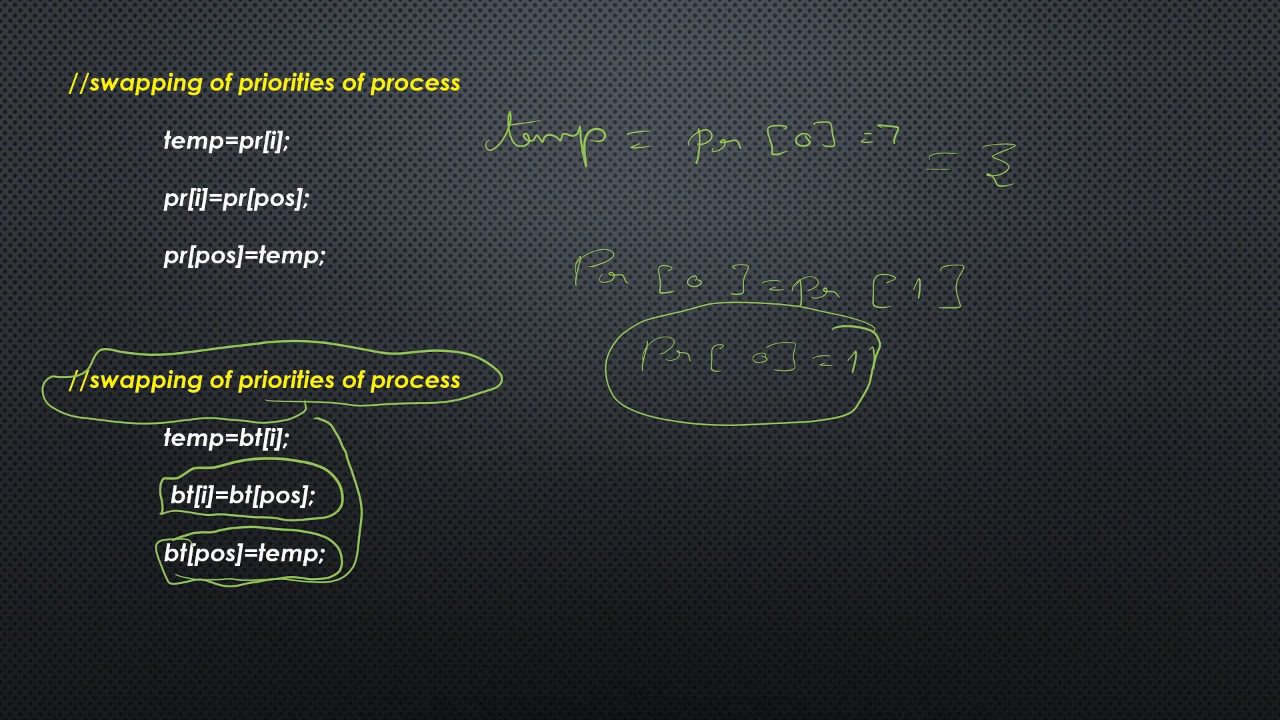 //swapping of priorities of process
temp=pr[i];
temp = pr [0] =7
= 3
pr[i]=pr[pos];
pr[pos]=temp;
Pr [0] = pr [1]
Pr [0] = 1
//swapping of priorities of process
temp=bt[i];
bt[i]=bt[pos];
bt[pos]=temp;